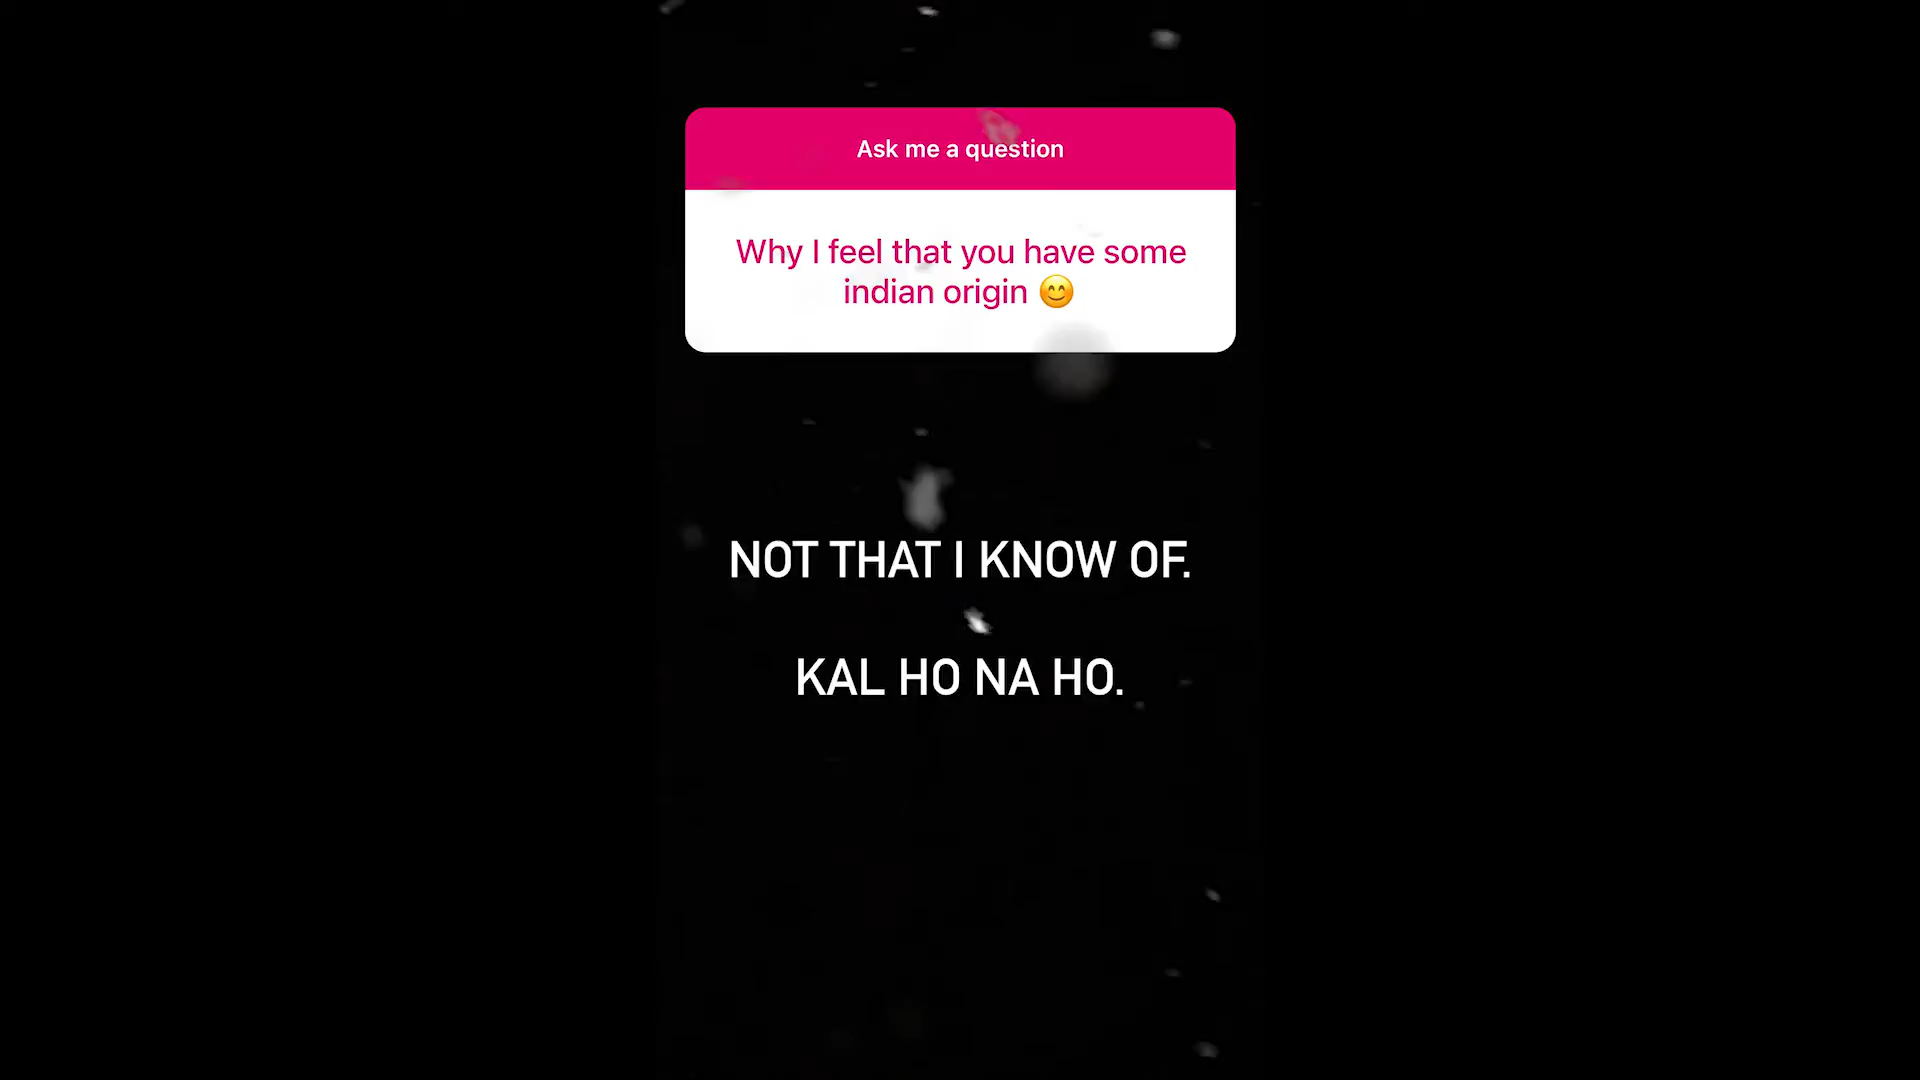 Ask me a question
Why I feel that you have some
indian origin 😊
NOT THAT I KNOW OF.
KAL HO NA HO.